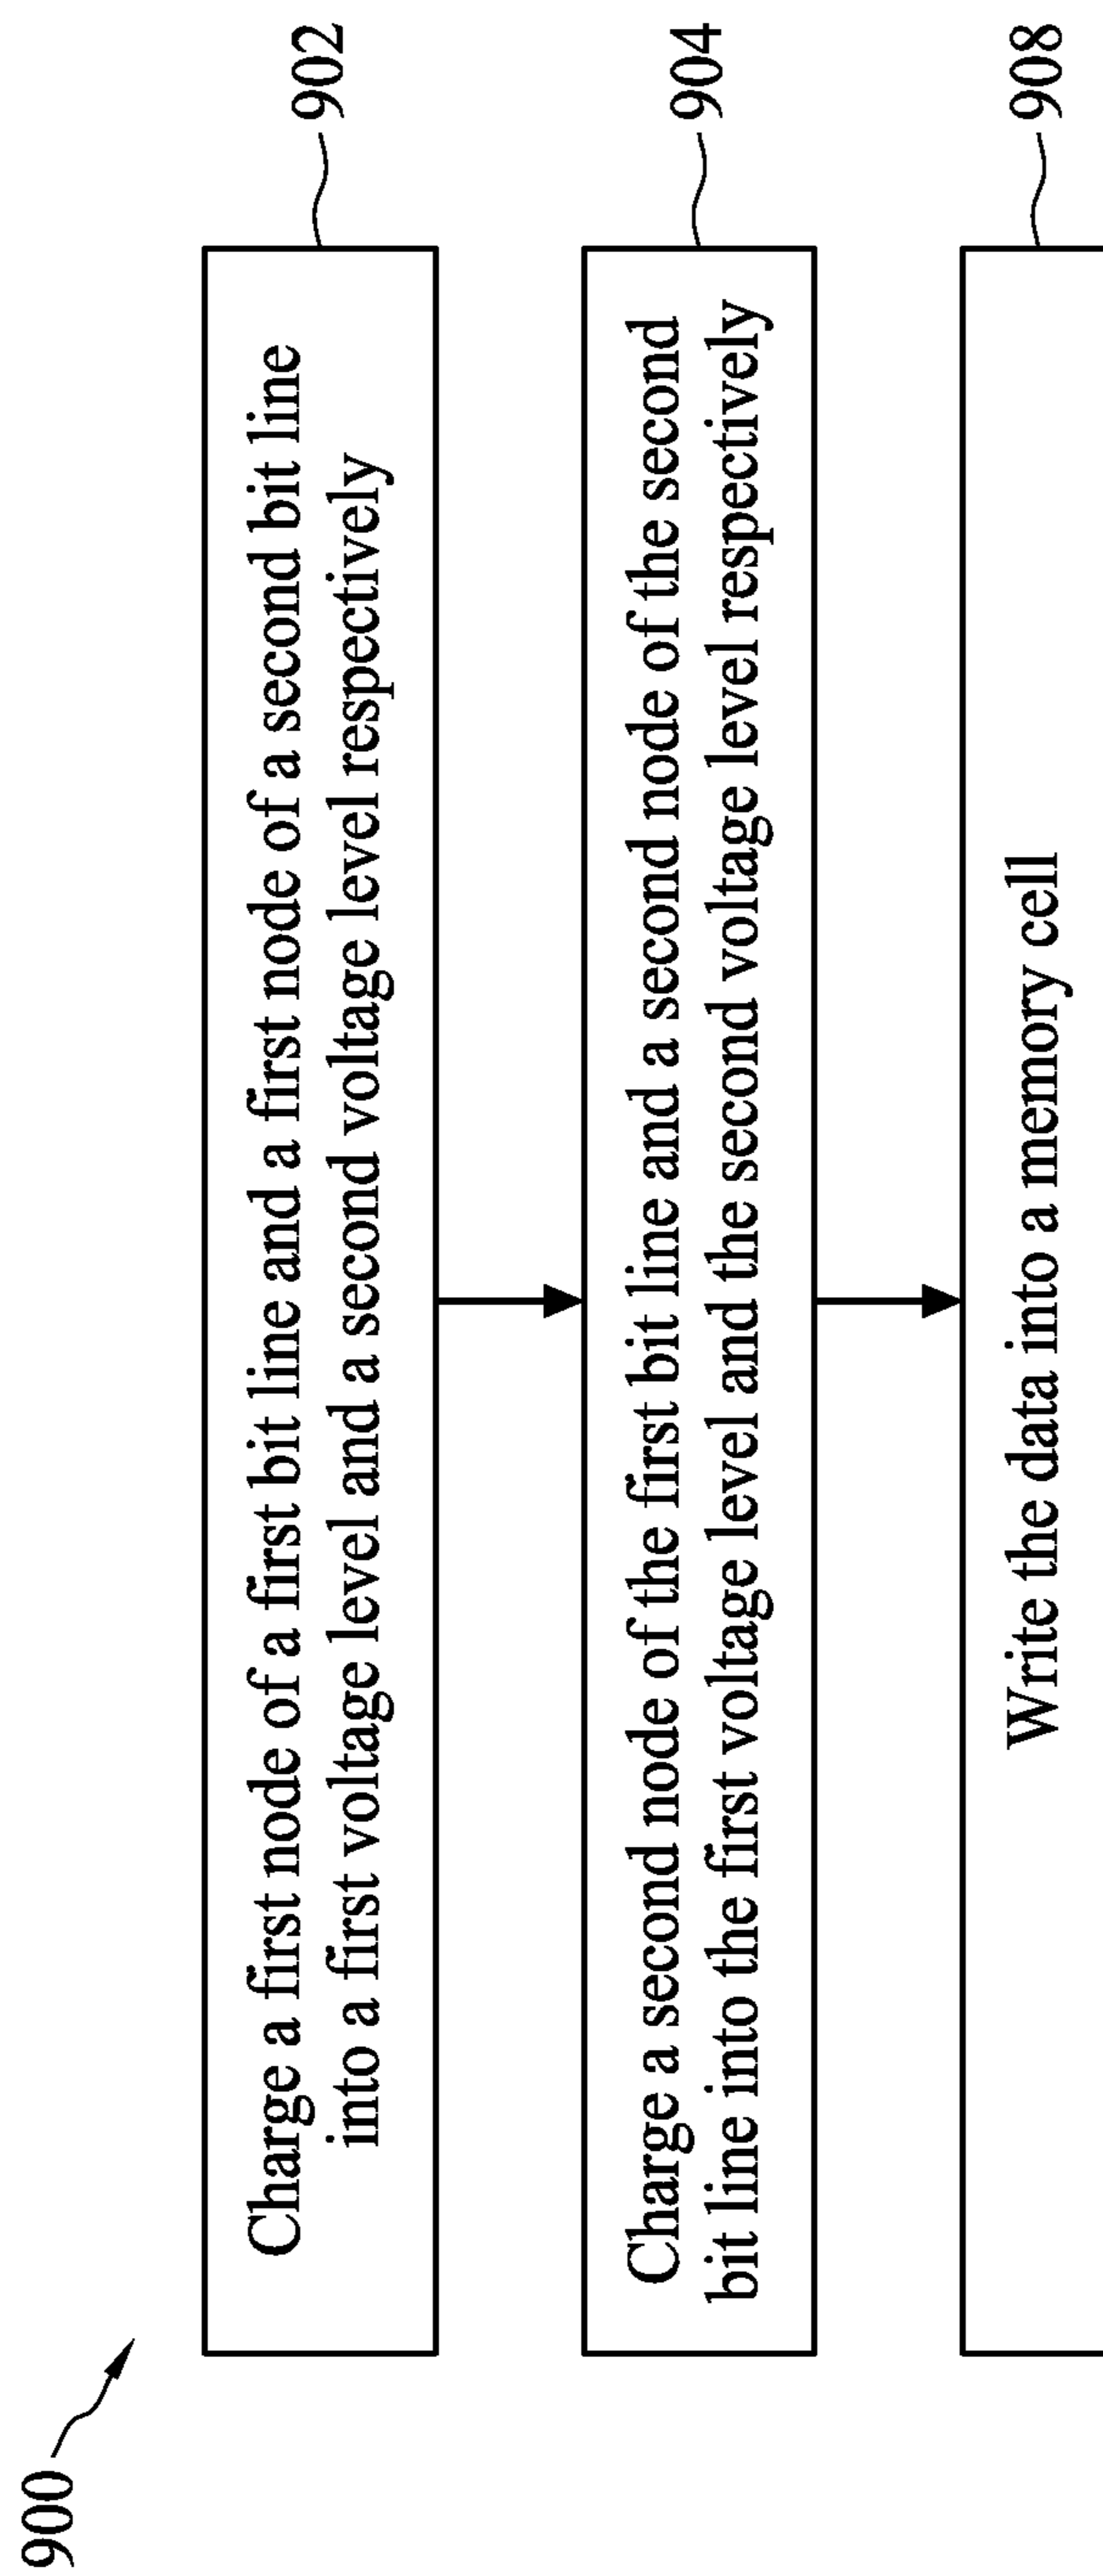 900
Charge a first node of a first bit line and a first node of a second bit line
into a first voltage level and a second voltage level respectively
902
Charge a second node of the first bit line and a second node of the second
bit line into the first voltage level and the second voltage level respectively
904
Write the data into a memory cell
908